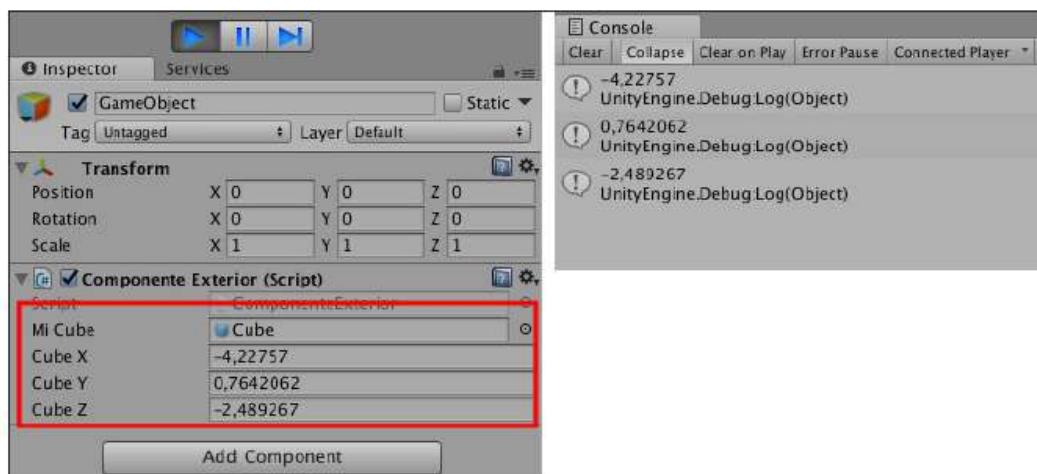 Inspector Services
GameObject Static
Tag Untagged Layer Default
Transform
Position X 0 Y 0 Z 0
Rotation X 0 Y 0 Z 0
Scale X 1 Y 1 Z 1
Componente Exterior (Script)
Script ComponenteExterior
Mi Cube Cube
Cube X -4,22757
Cube Y 0,7642062
Cube Z -2,489267
Add Component
Console
Clear Collapse Clear on Play Error Pause Connected Player
-4,22757
UnityEngine.Debug:Log(Object)
0,7642062
UnityEngine.Debug:Log(Object)
-2,489267
UnityEngine.Debug:Log(Object)